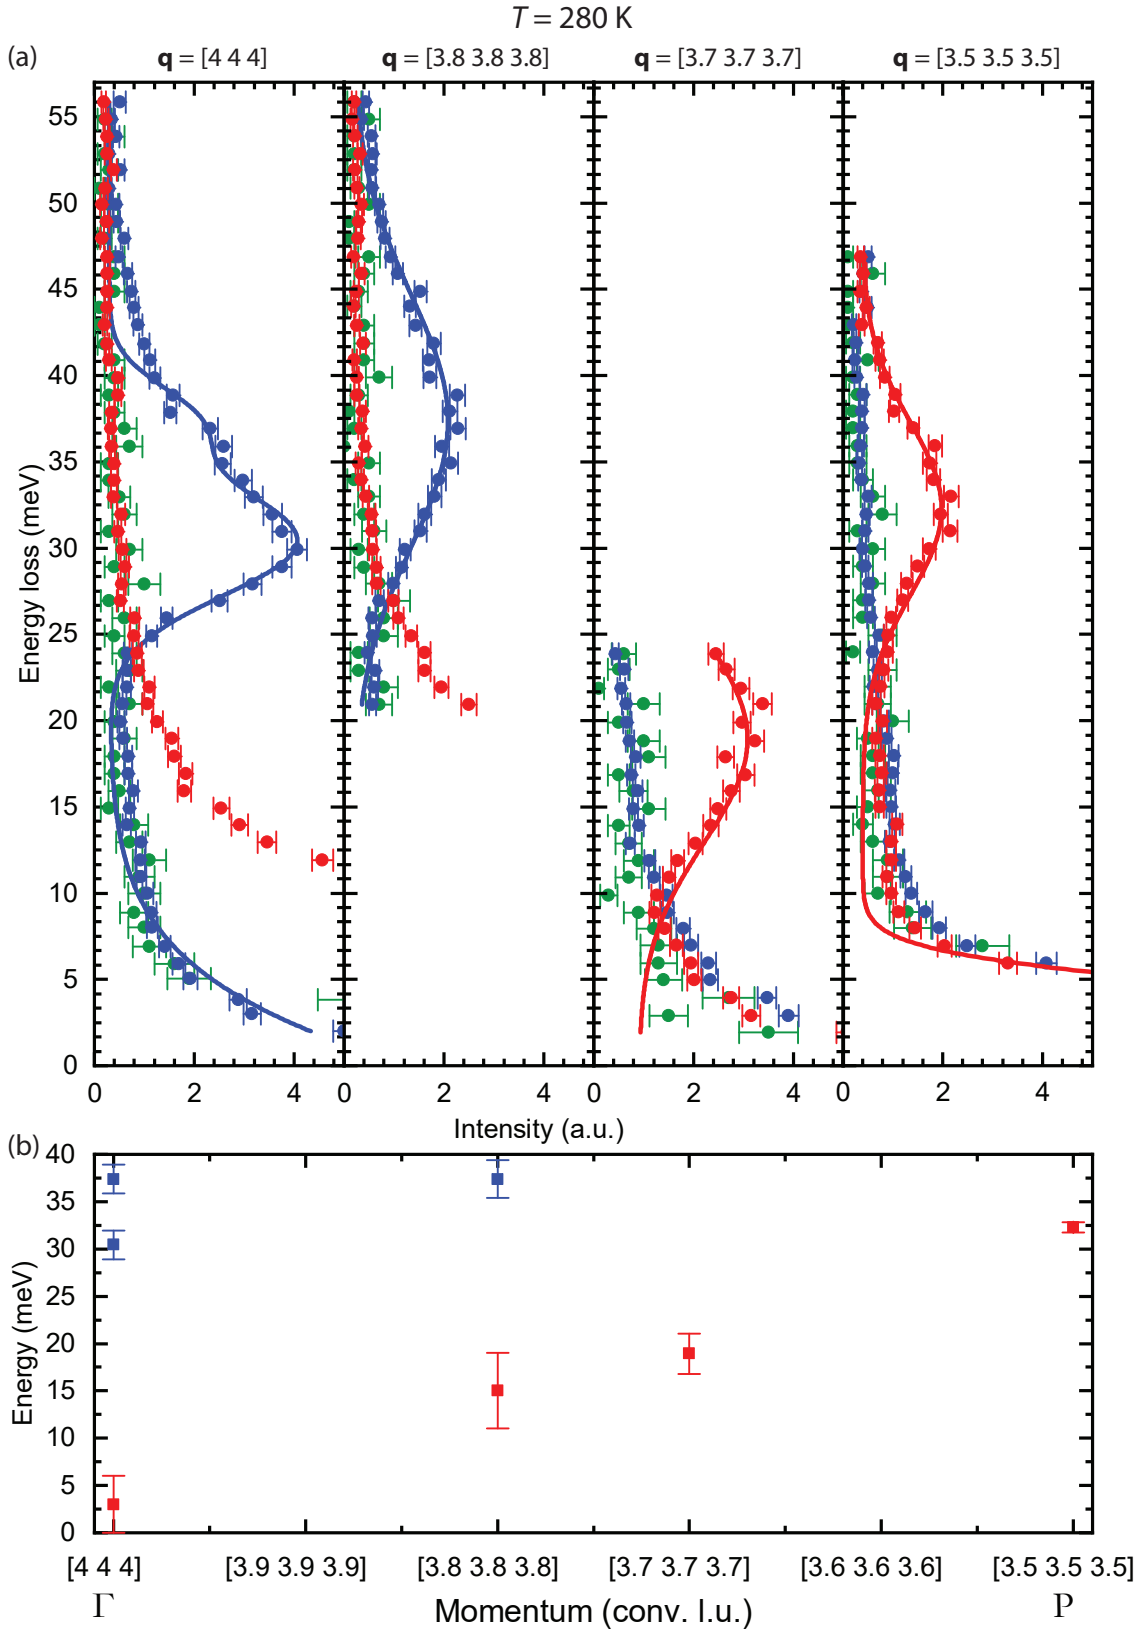 T = 280 K
(a)
q = [4 4 4] q = [3.8 3.8 3.8] q = [3.7 3.7 3.7] q = [3.5 3.5 3.5]
55
50
45
40
35
30
25
20
15
10
5
0
Energy loss (meV)
0 2 4 0 2 4 0 2 4 0 2 4
Intensity (a.u.)
(b)
40
35
30
25
20
15
10
5
0
Energy (meV)
[4 4 4] [3.9 3.9 3.9] [3.8 3.8 3.8] [3.7 3.7 3.7] [3.6 3.6 3.6] [3.5 3.5 3.5]
Γ Momentum (conv. l.u.) P